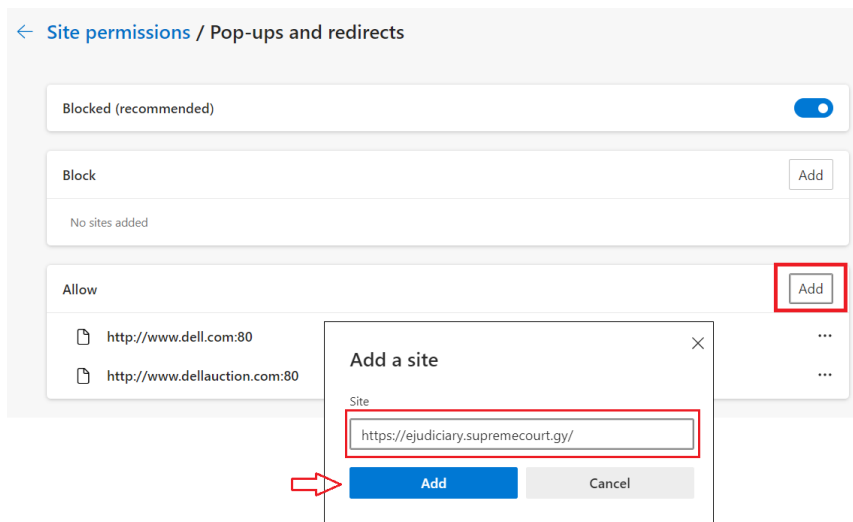 Site permissions / Pop-ups and redirects
Blocked (recommended)
Block
Add
No sites added
Allow
Add
http://www.dell.com:80
http://www.dellauction.com:80
Add a site
Site
https://ejudiciary.supremecourt.gy/
Add
Cancel